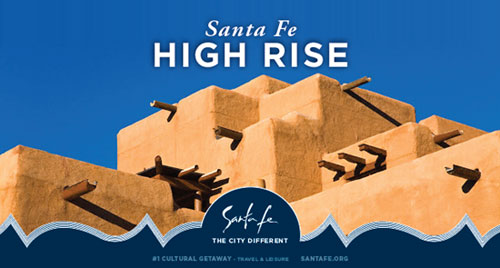 Santa Fe
HIGH RISE
Santa Fe
THE CITY DIFFERENT
#1 CULTURAL GETAWAY - TRAVEL & LEISURE SANTAFE.ORG